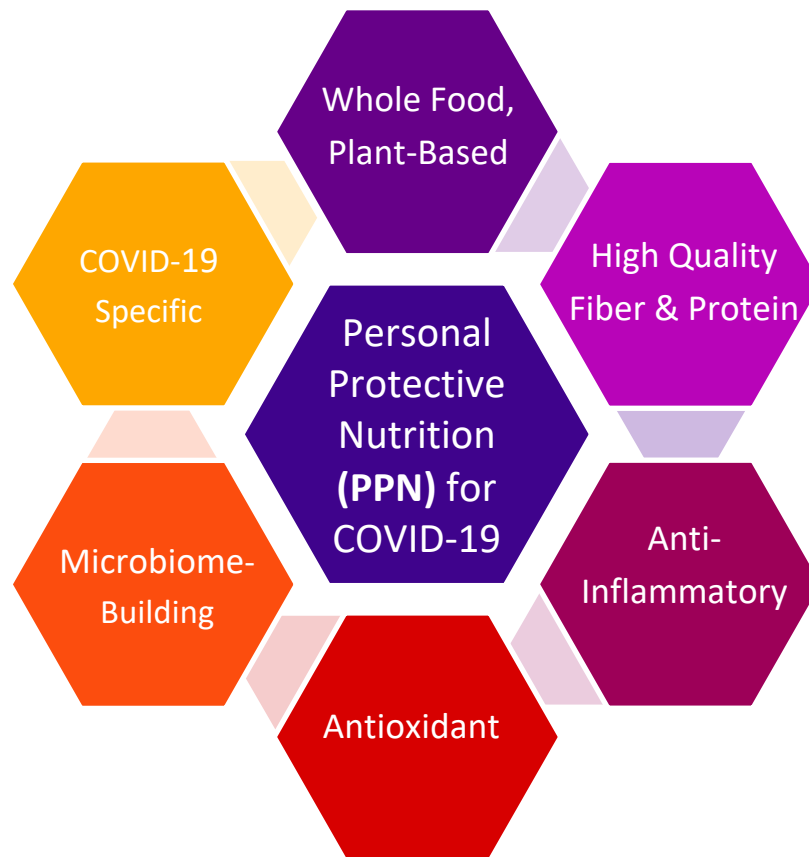 Whole Food,
Plant-Based
High Quality
Fiber & Protein
Anti-
Inflammatory
Antioxidant
Microbiome-
Building
COVID-19
Specific
Personal
Protective
Nutrition
(PPN) for
COVID-19